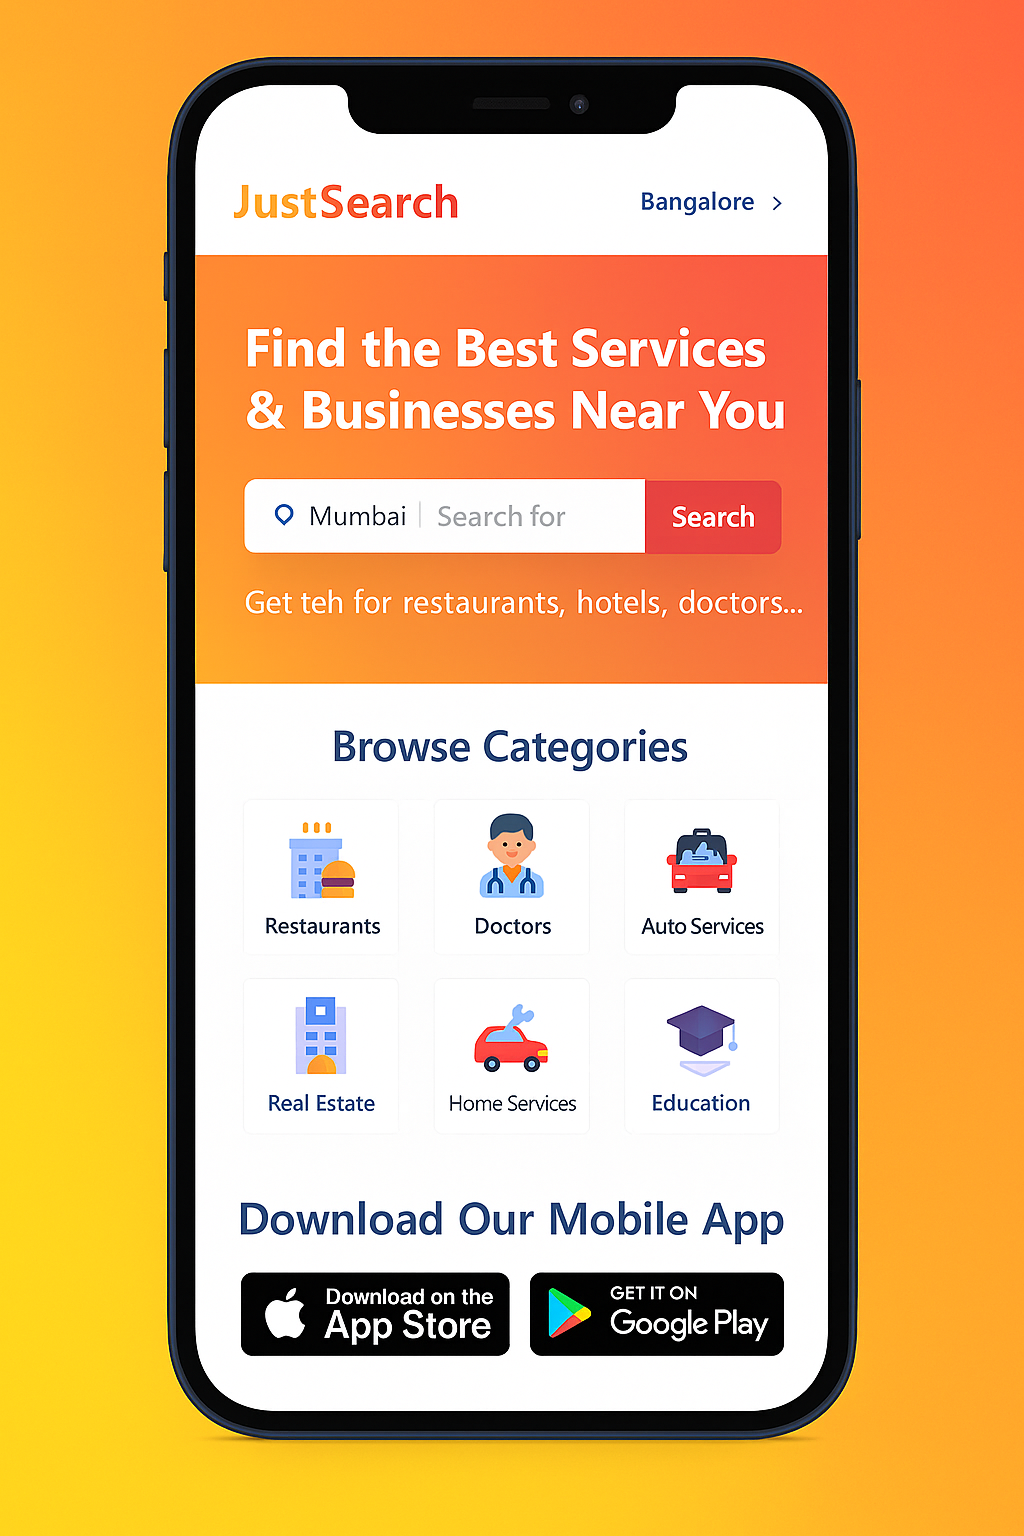 JustSearch
Bangalore >
Find the Best Services
& Businesses Near You
Mumbai Search for Search
Get teh for restaurants, hotels, doctors...
Browse Categories
Restaurants Doctors Auto Services
Real Estate Home Services Education
Download Our Mobile App
Download on the
App Store
GET IT ON
Google Play